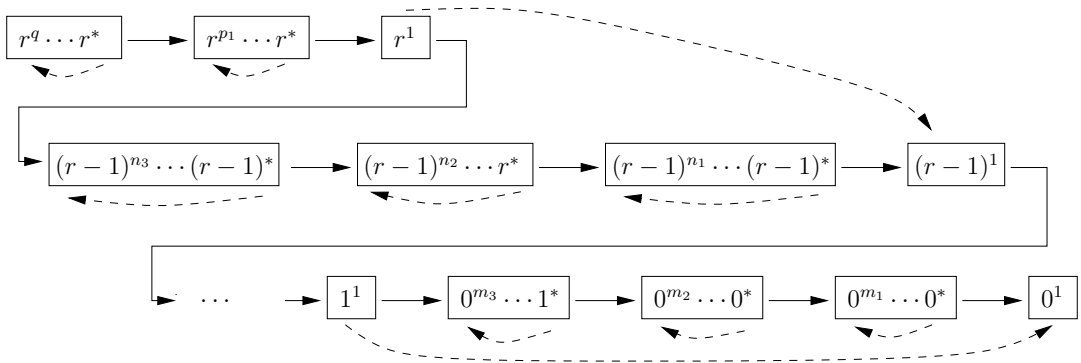 r^q ⋯ r^* r^{p_1} ⋯ r^* r^1
(r − 1)^{n_3} ⋯ (r − 1)^* (r − 1)^{n_2} ⋯ r^* (r − 1)^{n_1} ⋯ (r − 1)^* (r − 1)^1
⋯ 1^1 0^{m_3} ⋯ 1^* 0^{m_2} ⋯ 0^* 0^{m_1} ⋯ 0^* 0^1